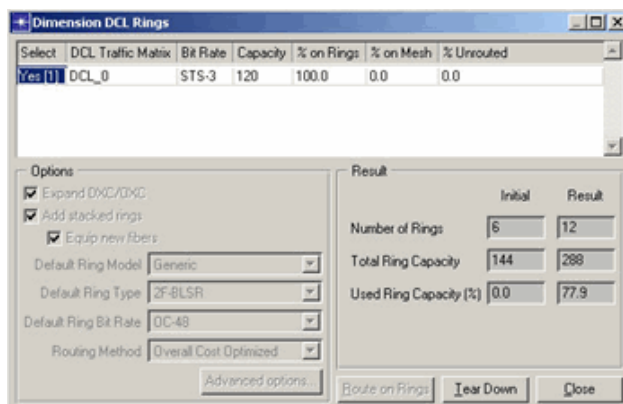 Dimension DCL Rings
Select DCL Traffic Matrix Bit Rate Capacity % on Rings % on Mesh % Unrouted
Yes [1] DCL_0 STS-3 120 100.0 0.0 0.0
Options
Expand DXC/OXC
Add stacked rings
Equip new fibers
Default Ring Model Generic
Default Ring Type 2F-BLSR
Default Ring Bit Rate OC-48
Routing Method Overall Cost Optimized
Advanced options...
Result
Initial Result
Number of Rings 6 12
Total Ring Capacity 144 288
Used Ring Capacity (%) 0.0 77.9
Route on Rings Tear Down Close